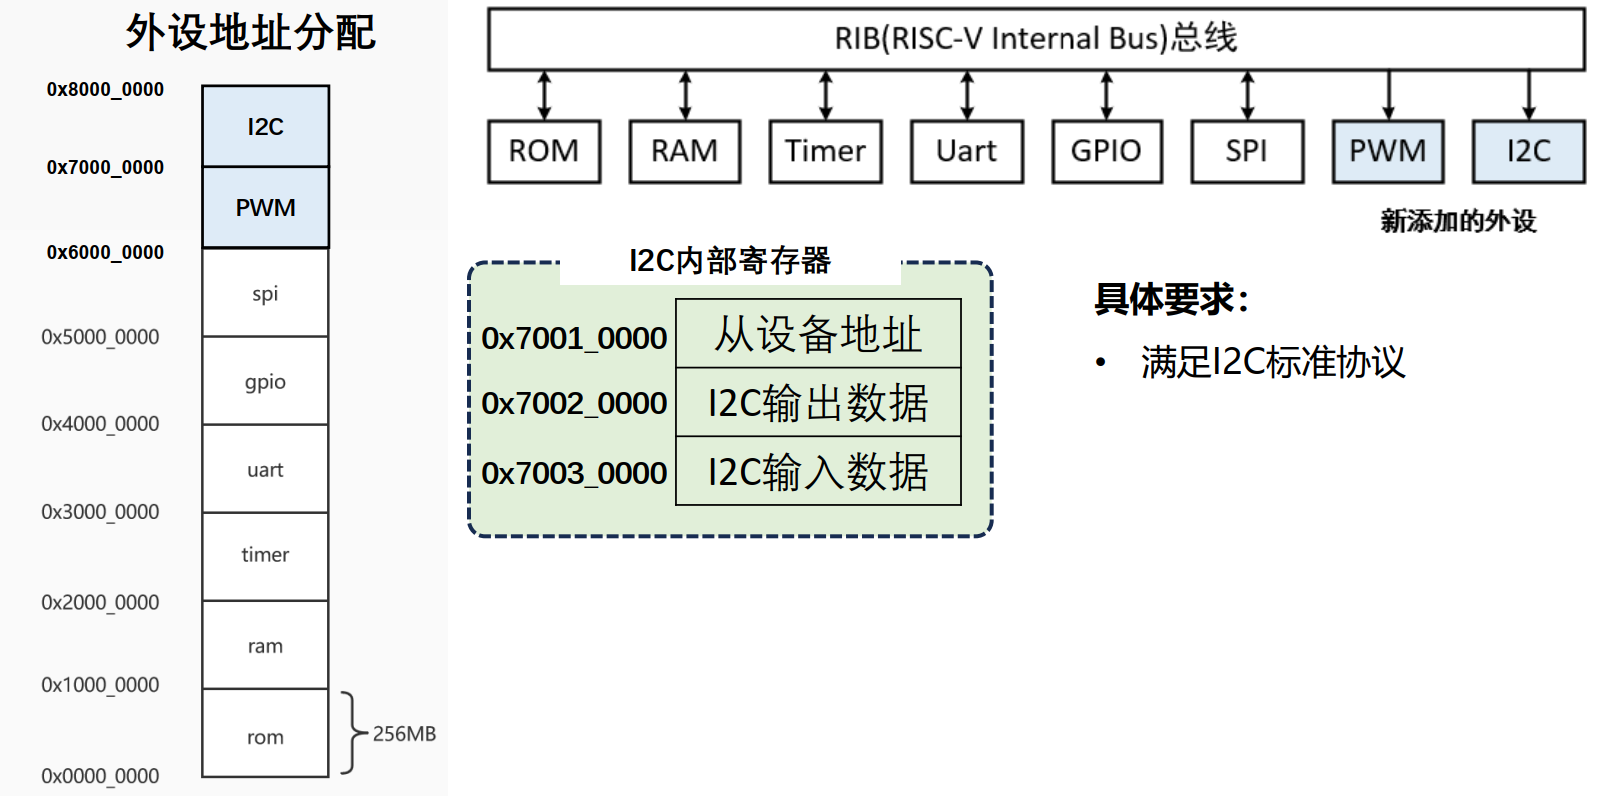 外设地址分配
0x8000_0000
I2C
0x7000_0000
PWM
0x6000_0000
spi
0x5000_0000
gpio
0x4000_0000
uart
0x3000_0000
timer
0x2000_0000
ram
0x1000_0000
rom
256MB
0x0000_0000
RIB(RISC-V Internal Bus)总线
ROM
RAM
Timer
Uart
GPIO
SPI
PWM
I2C
新添加的外设
I2C内部寄存器
0x7001_0000 从设备地址
0x7002_0000 I2C输出数据
0x7003_0000 I2C输入数据
具体要求：
• 满足I2C标准协议